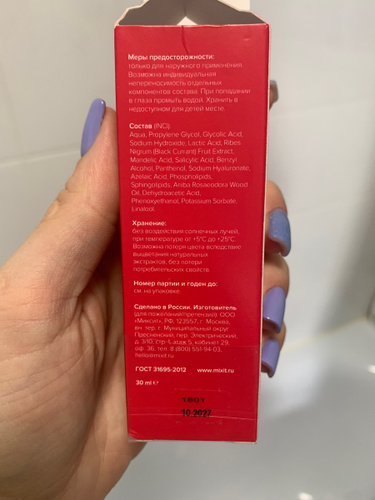 Меры предосторожности:
только для наружного применения.
Возможна индивидуальная
непереносимость отдельных
компонентов состава. При попадании
в глаза промыть водой. Хранить в
недоступном для детей месте.
Состав (INCI):
Aqua, Propylene Glycol, Glycolic Acid,
Sodium Hydroxide, Lactic Acid, Ribes
Nigrum (Black Currant) Fruit Extract,
Mandelic Acid, Salicylic Acid, Benzyl
Alcohol, Panthenol, Sodium Hyaluronate,
Azelaic Acid, Phospholipids,
Sphingolipids, Aniba Rosaeodora Wood
Oil, Dehydroacetic Acid,
Phenoxyethanol, Potassium Sorbate,
Linalool.
Хранение:
без воздействия солнечных лучей,
при температуре от +5°С до +25°С.
Возможна потеря цвета вследствие
выцветания натуральных
экстрактов, без потери
потребительских свойств.
Номер партии и годен до:
см. на упаковке.
Сделано в России. Изготовитель
(для пожеланий/претензий): ООО
«Миксит», РФ, 123557, г. Москва,
вн. тер. г. Муниципальный округ
Пресненский, пер. Электрический,
д. 3/10, стр. 5, этаж 5, кабинет 29,
оф. 36, тел. 8 (800) 551-94-03,
hello@mixit.ru www.mixit.ru
ГОСТ 31695-2012
30 ml ℮
1801
10.2027